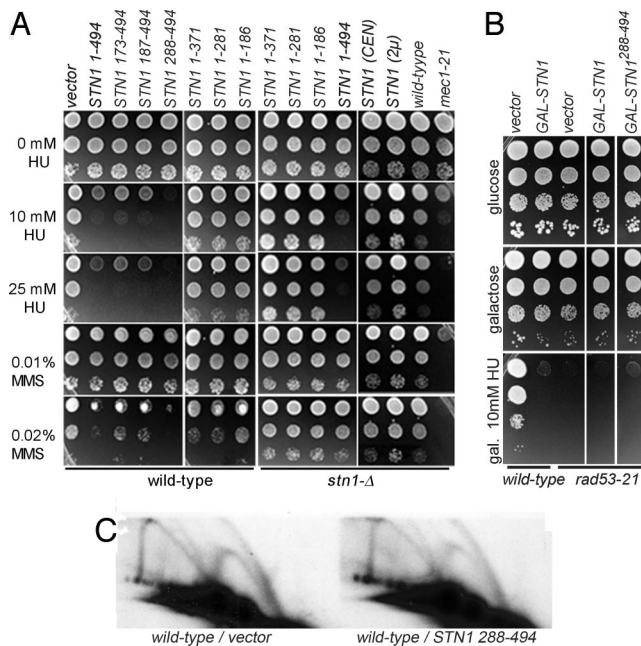 A
vector
STN1 1-494
STN1 173-494
STN1 187-494
STN1 288-494
STN1 1-371
STN1 1-281
STN1 1-186
STN1 1-371
STN1 1-281
STN1 1-186
STN1 1-494
STN1 (CEN)
STN1 (2µ)
wild-tyype
mec1-21
0 mM
HU
10 mM
HU
25 mM
HU
0.01%
MMS
0.02%
MMS
wild-type
stn1-Δ
B
vector
GAL-STN1
vector
GAL-STN1
GAL-STN1288-494
glucose
galactose
gal. 10mM HU
wild-type
rad53-21
C
wild-type / vector
wild-type / STN1 288-494